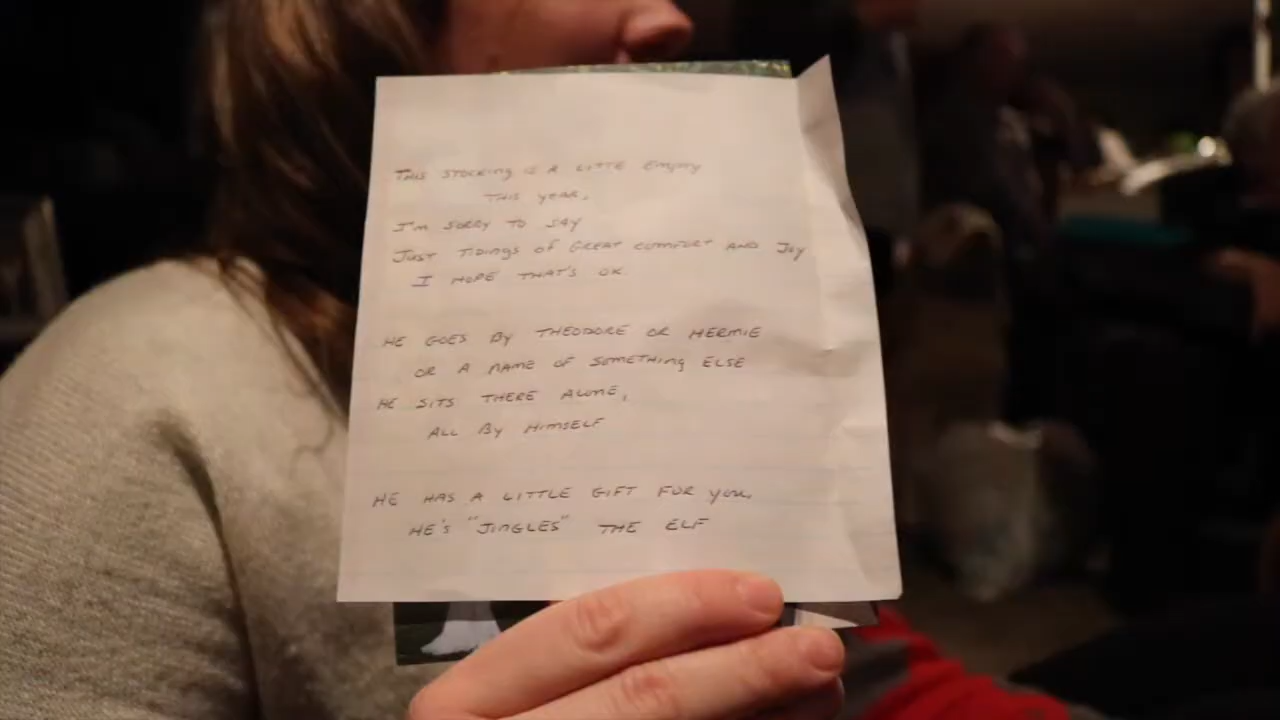 THIS STOCKING IS A LITTE EMPTY
THIS YEAR,
I'M SORRY TO SAY
JUST TIDINGS OF GREAT COMFORT AND JOY
I HOPE THAT'S OK.
HE GOES BY THEODORE OR HERMIE
OR A NAME OF SOMETHING ELSE
HE SITS THERE ALONE,
ALL BY HIMSELF
HE HAS A LITTLE GIFT FOR YOU,
HE'S "JINGLES" THE ELF